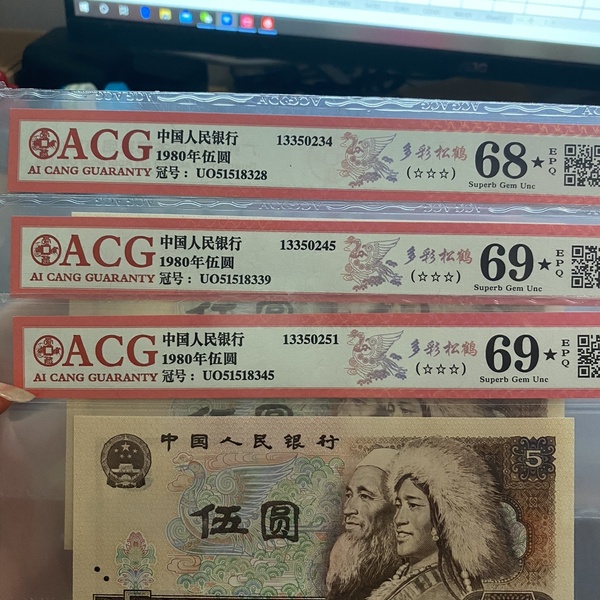 ACG
AI CANG GUARANTY
中国人民银行
1980年伍圆
冠号: UO51518328
13350234
多彩松鹤
(☆☆☆)
68★
EPQ
Superb Gem Unc
ACG
AI CANG GUARANTY
中国人民银行
1980年伍圆
冠号: UO51518339
13350245
多彩松鹤
(☆☆☆)
69★
EPQ
Superb Gem Unc
ACG
AI CANG GUARANTY
中国人民银行
1980年伍圆
冠号: UO51518345
13350251
多彩松鹤
(☆☆☆)
69★
EPQ
Superb Gem Unc
中国人民银行
5
伍圆